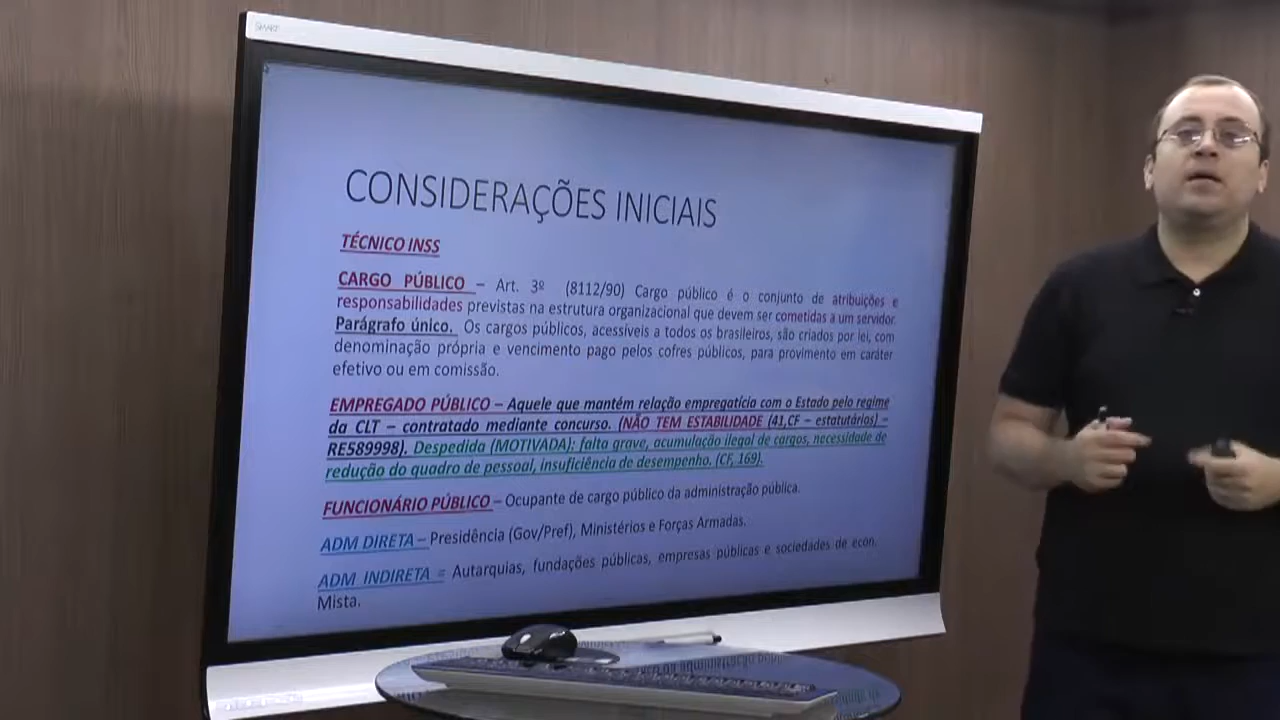 SMART
CONSIDERAÇÕES INICIAIS
TÉCNICO INSS
CARGO PÚBLICO – Art. 3º (8112/90) Cargo público é o conjunto de atribuições e
responsabilidades previstas na estrutura organizacional que devem ser cometidas a um servidor.
Parágrafo único. Os cargos públicos, acessíveis a todos os brasileiros, são criados por lei, com
denominação própria e vencimento pago pelos cofres públicos, para provimento em caráter
efetivo ou em comissão.
EMPREGADO PÚBLICO – Aquele que mantém relação empregatícia com o Estado pelo regime
da CLT – contratado mediante concurso. (NÃO TEM ESTABILIDADE (41,CF – estatutários) –
RE589998). Despedida (MOTIVADA): falta grave, acumulação ilegal de cargos, necessidade de
redução do quadro de pessoal, insuficiência de desempenho. (CF, 169).
FUNCIONÁRIO PÚBLICO – Ocupante de cargo público da administração pública.
ADM DIRETA – Presidência (Gov/Pref), Ministérios e Forças Armadas.
ADM INDIRETA = Autarquias, fundações públicas, empresas públicas e sociedades de econ.
Mista.